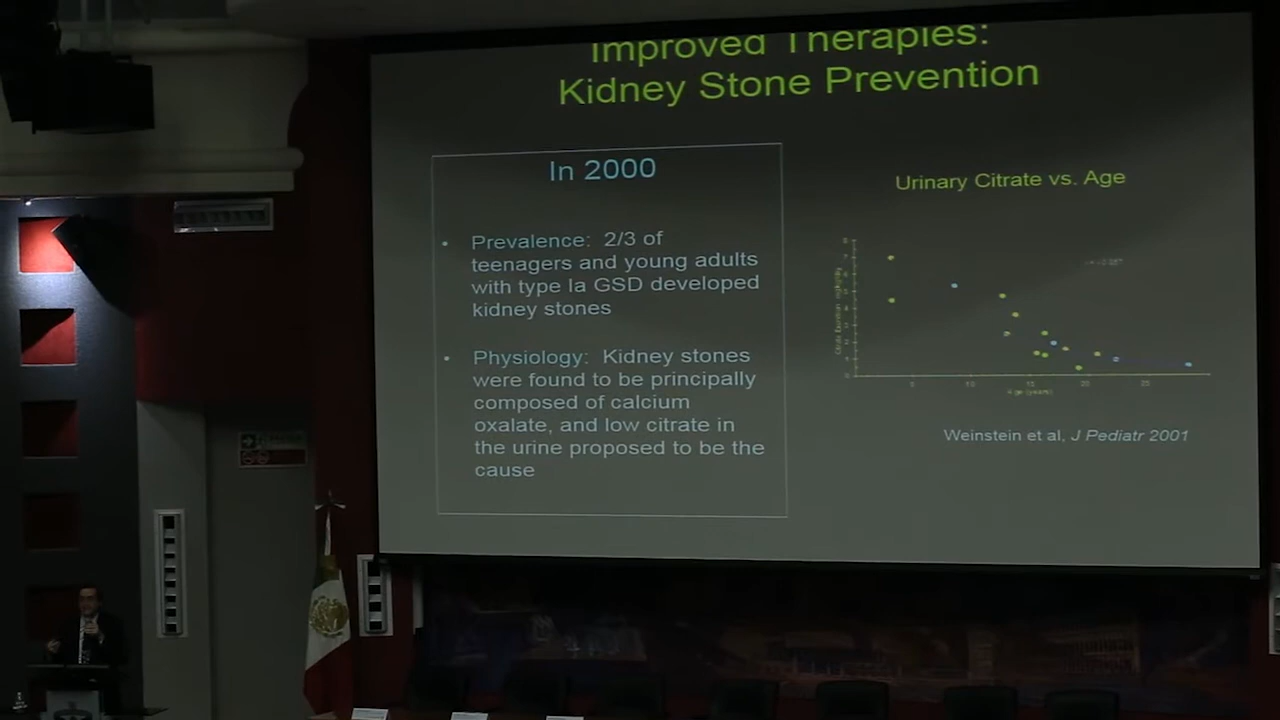 Improved Therapies:
Kidney Stone Prevention
In 2000
• Prevalence: 2/3 of
teenagers and young adults
with type Ia GSD developed
kidney stones
• Physiology: Kidney stones
were found to be principally
composed of calcium
oxalate, and low citrate in
the urine proposed to be the
cause
Urinary Citrate vs. Age
Age (years)
Weinstein et al, J Pediatr 2001